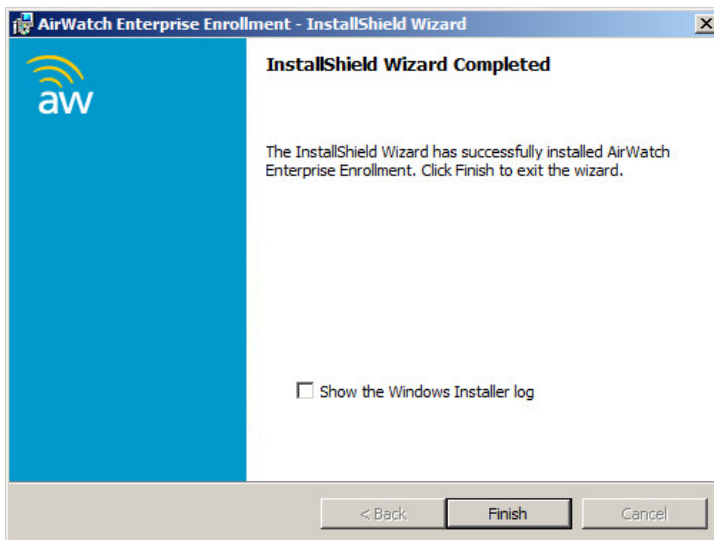 AirWatch Enterprise Enrollment - InstallShield Wizard
aw
InstallShield Wizard Completed
The InstallShield Wizard has successfully installed AirWatch
Enterprise Enrollment. Click Finish to exit the wizard.
Show the Windows Installer log
< Back
Finish
Cancel